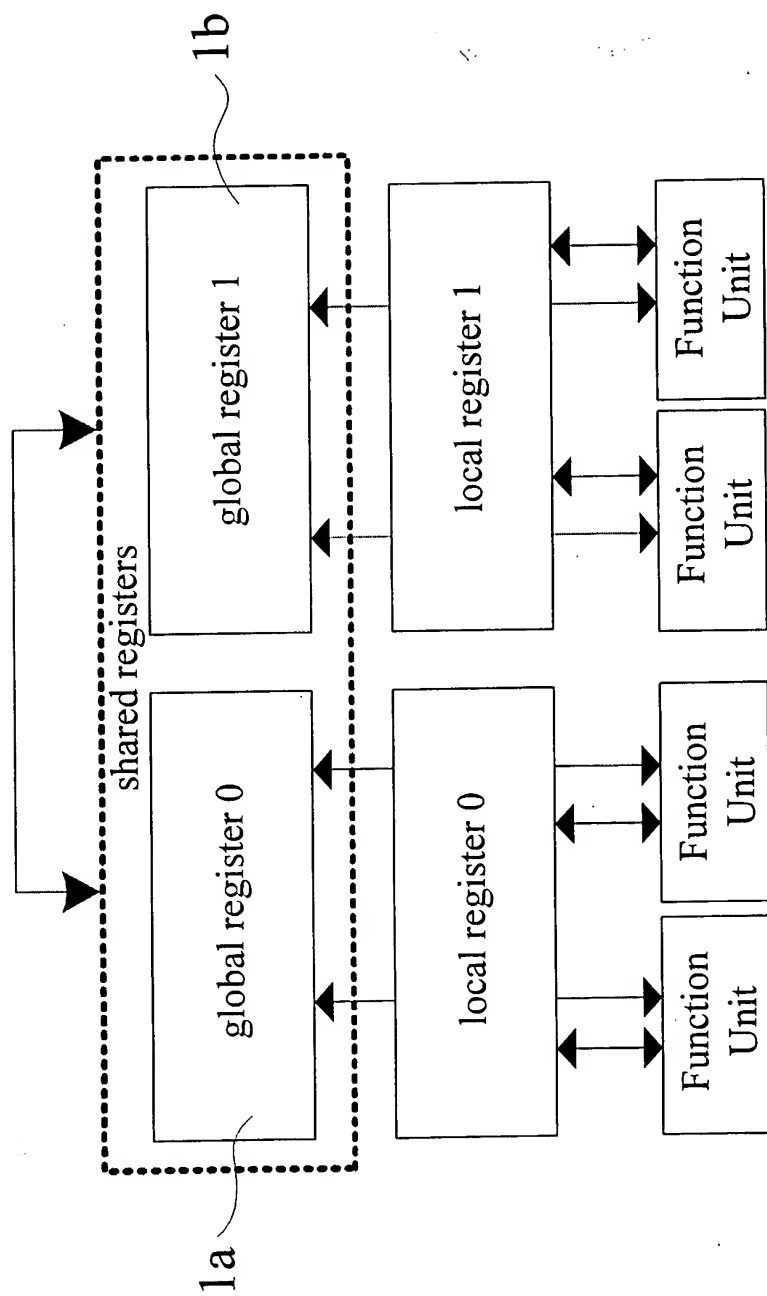 shared registers
1a
global register 0
global register 1
1b
local register 0
local register 1
Function
Unit
Function
Unit
Function
Unit
Function
Unit